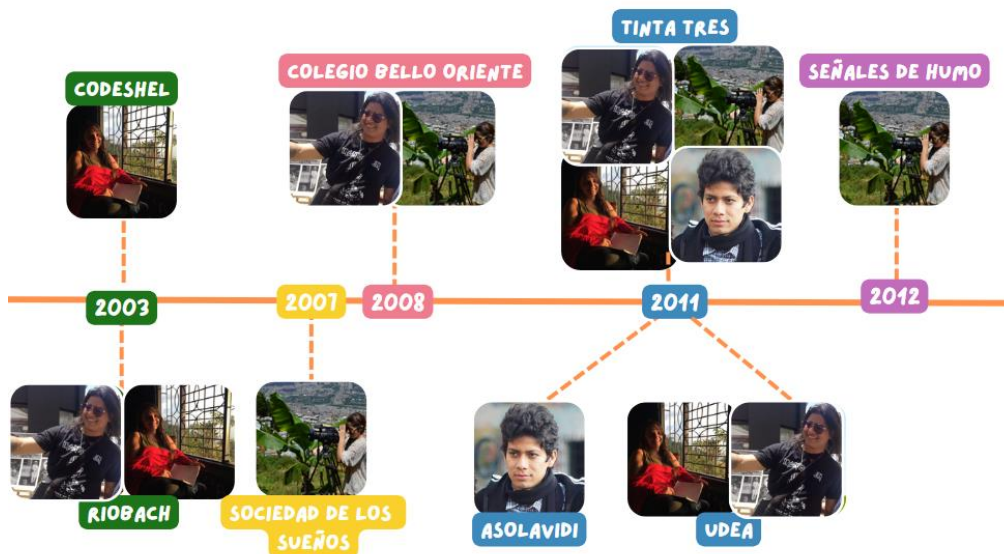 TINTA TRES
CODESHEL
COLEGIO BELLO ORIENTE
SEÑALES DE HUMO
2003
2007
2008
2011
2012
RIOBACH
SOCIEDAD DE LOS
SUEÑOS
ASOLAVIDI
UDEA